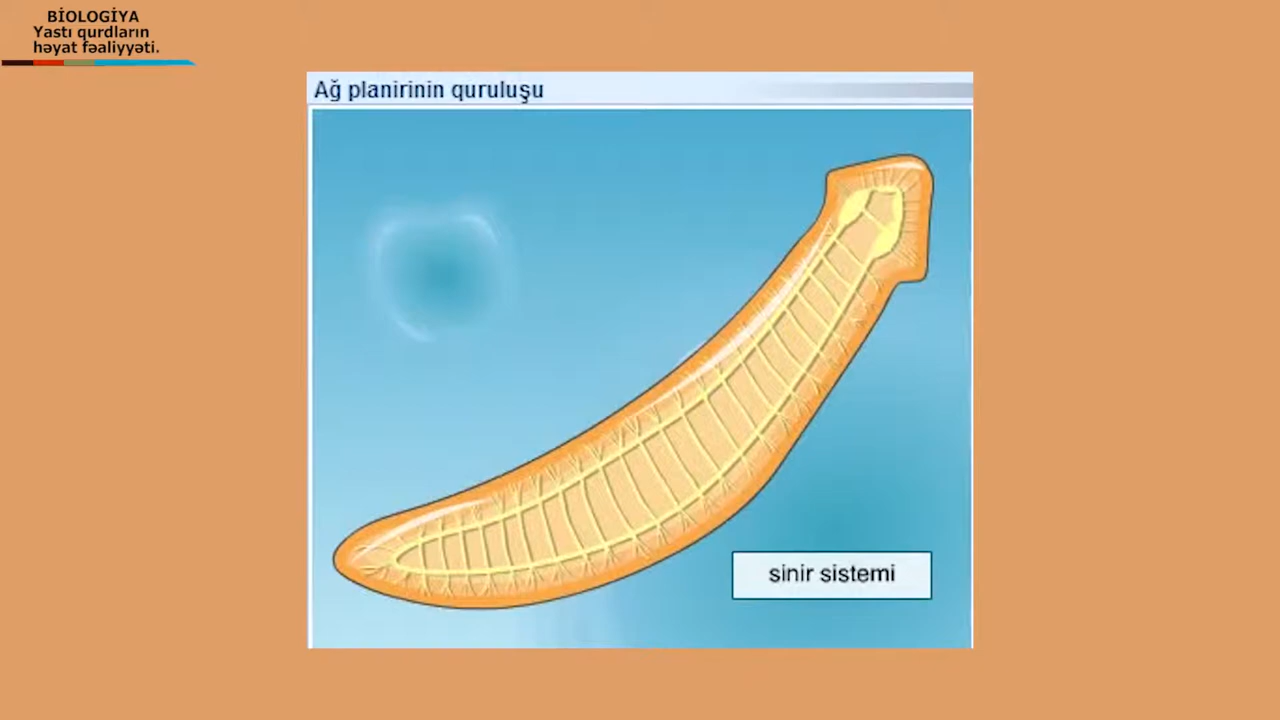 BİOLOGİYA
Yastı qurdların
həyat fəaliyyəti.
Ağ planirinin quruluşu
sinir sistemi